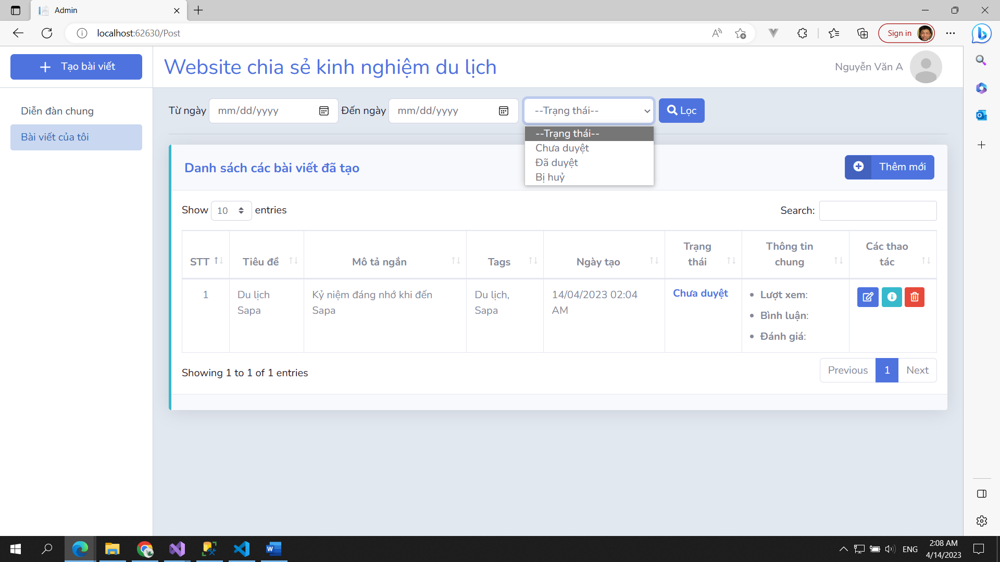 Admin
localhost:62630/Post
Sign in
Tạo bài viết
Website chia sẻ kinh nghiệm du lịch
Nguyễn Văn A
Diễn đàn chung
Bài viết của tôi
Từ ngày mm/dd/yyyy Đến ngày mm/dd/yyyy --Trạng thái-- Lọc
--Trạng thái--
Chưa duyệt
Đã duyệt
Bị huỷ
Danh sách các bài viết đã tạo
Thêm mới
Show 10 entries
Search:
STT Tiêu đề Mô tả ngắn Tags Ngày tạo
Trạng
thái
Thông tin
chung
Các thao
tác
1
Du lịch
Sapa
Kỷ niệm đáng nhớ khi đến
Sapa
Du lịch,
Sapa
14/04/2023 02:04
AM
Chưa duyệt
Lượt xem:
Bình luận:
Đánh giá:
Showing 1 to 1 of 1 entries
Previous 1 Next
ENG
2:08 AM
4/14/2023